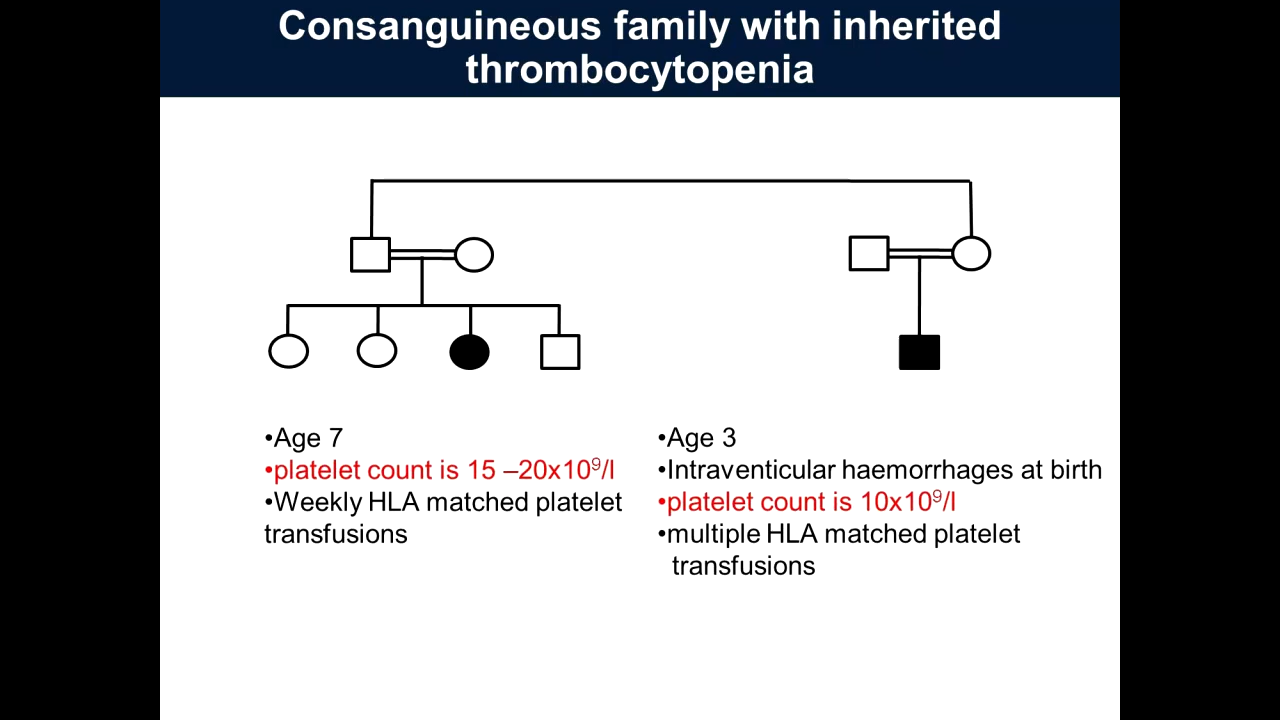 Consanguineous family with inherited
thrombocytopenia
•Age 7
•platelet count is 15 –20x10⁹/l
•Weekly HLA matched platelet
transfusions
•Age 3
•Intraventicular haemorrhages at birth
•platelet count is 10x10⁹/l
•multiple HLA matched platelet
transfusions